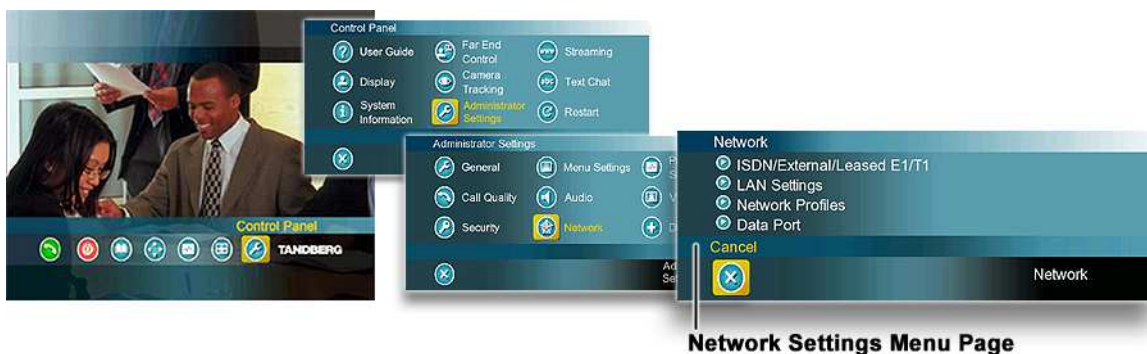 Control Panel
TANDBERG
Control Panel
User Guide
Far End
Control
Streaming
Display
Camera
Tracking
Text Chat
System
Information
Administrator
Settings
Restart
Administrator Settings
General
Menu Settings
Call Quality
Audio
Security
Network
Network
ISDN/External/Leased E1/T1
LAN Settings
Network Profiles
Data Port
Cancel
Network
Network Settings Menu Page